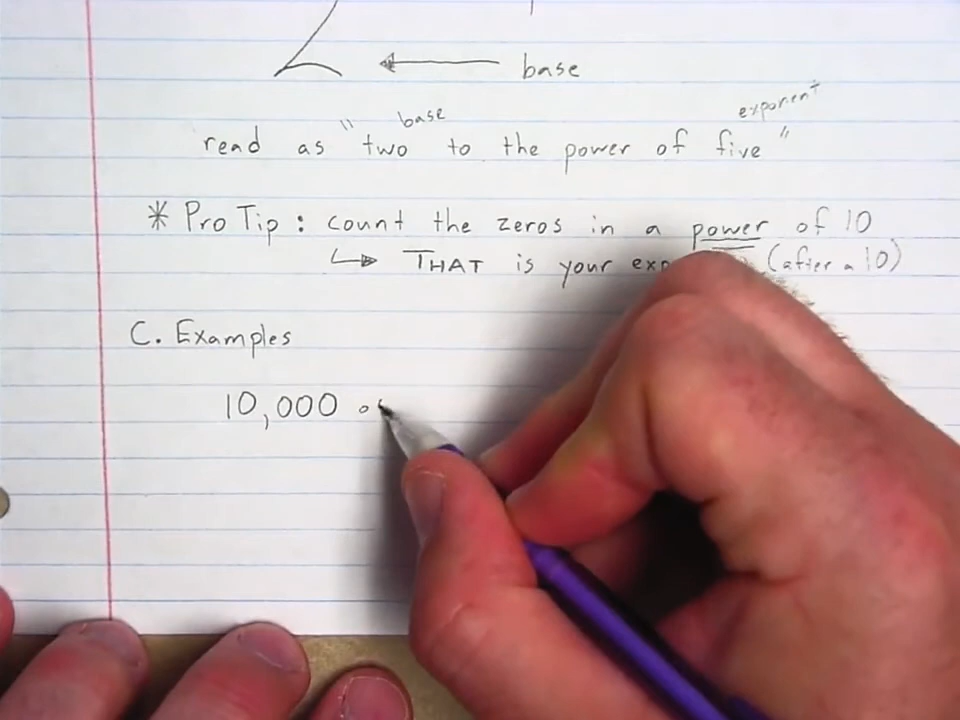 2
← base
base exponent
read as "two to the power of five"
* Pro Tip: count the zeros in a power of 10
↳ THAT is your (after a 10)
C. Examples
10,000